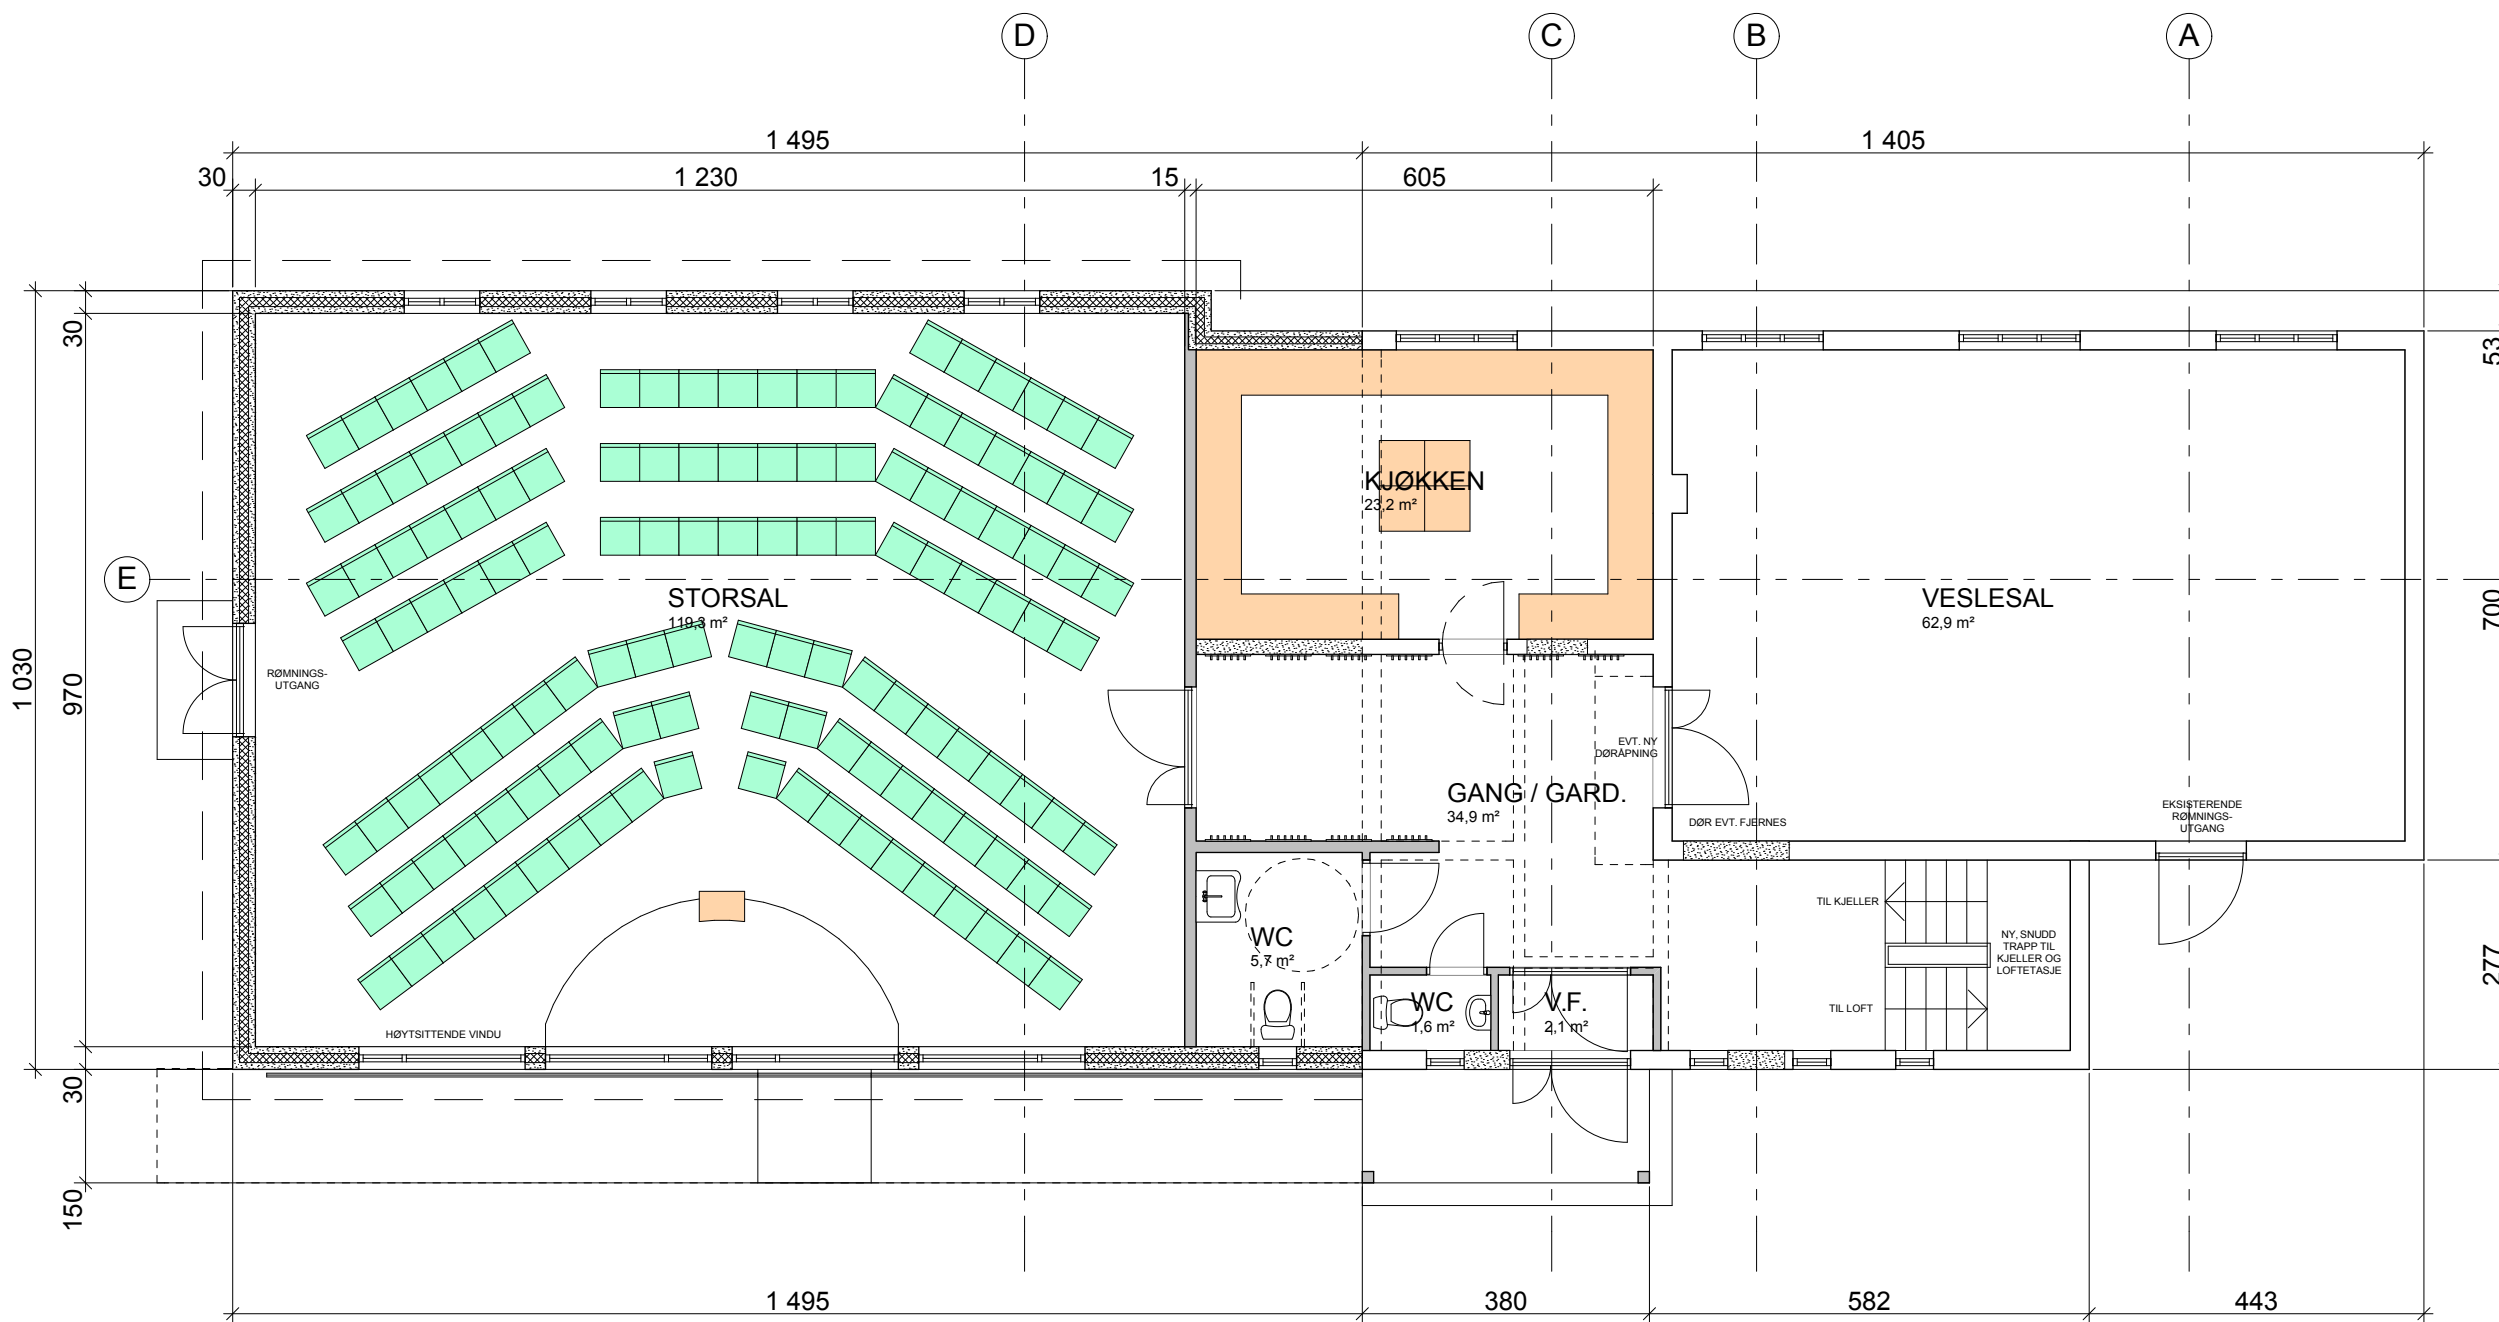 D
C
B
A
1 495
1 405
30
1 230
15
605
30
53
KJØKKEN
23,2 m²
E
STORSAL
119,3 m²
VESLESAL
62,9 m²
700
1 030
970
RØMNINGS-
UTGANG
EVT. NY
DØRÅPNING
GANG / GARD.
34,9 m²
DØR EVT. FJERNES
EKSISTERENDE
RØMNINGS-
UTGANG
TIL KJELLER
WC
5,7 m²
NY, SNUDD
TRAPP TIL
KJELLER OG
LOFTETASJE
277
WC
1,6 m²
V.F.
2,1 m²
TIL LOFT
HØYTSITTENDE VINDU
30
150
1 495
380
582
443